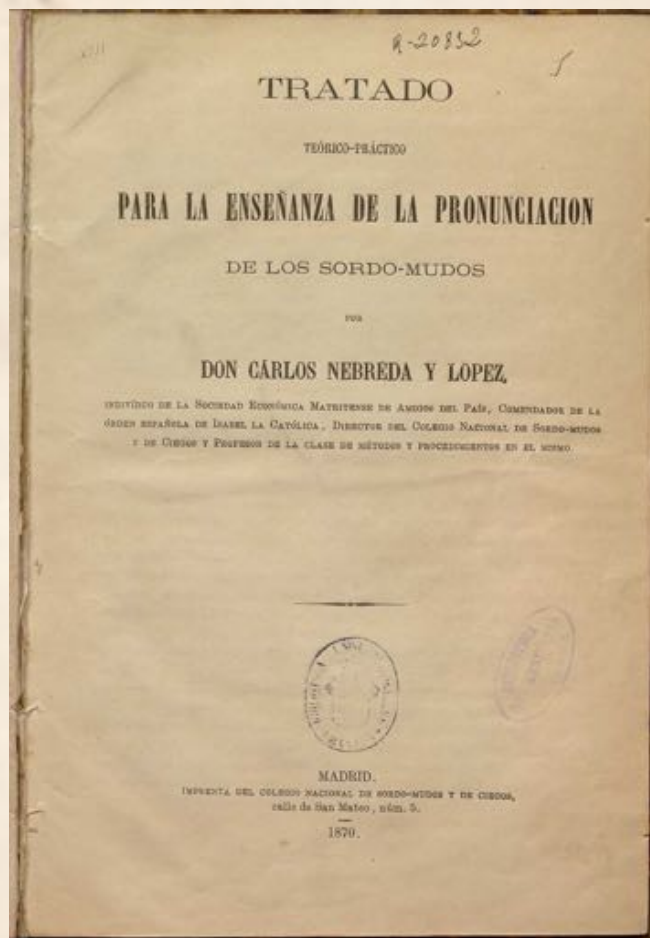 R-20832
TRATADO
TEÓRICO-PRÁCTICO
PARA LA ENSEÑANZA DE LA PRONUNCIACION
DE LOS SORDO-MUDOS
POR
DON CÁRLOS NEBREDA Y LOPEZ,
INDIVÍDUO DE LA SOCIEDAD ECONÓMICA MATRITENSE DE AMIGOS DEL PAÍS, COMENDADOR DE LA
ÓRDEN ESPAÑOLA DE ISABEL LA CATÓLICA, DIRECTOR DEL COLEGIO NACIONAL DE SORDO-MUDOS
Y DE CIEGOS Y PROFESOR DE LA CLASE DE MÉTODOS Y PROCEDIMIENTOS EN EL MISMO.
MADRID.
IMPRENTA DEL COLEGIO NACIONAL DE SORDO-MUDOS Y DE CIEGOS,
calle de San Mateo, núm. 5.
1870.